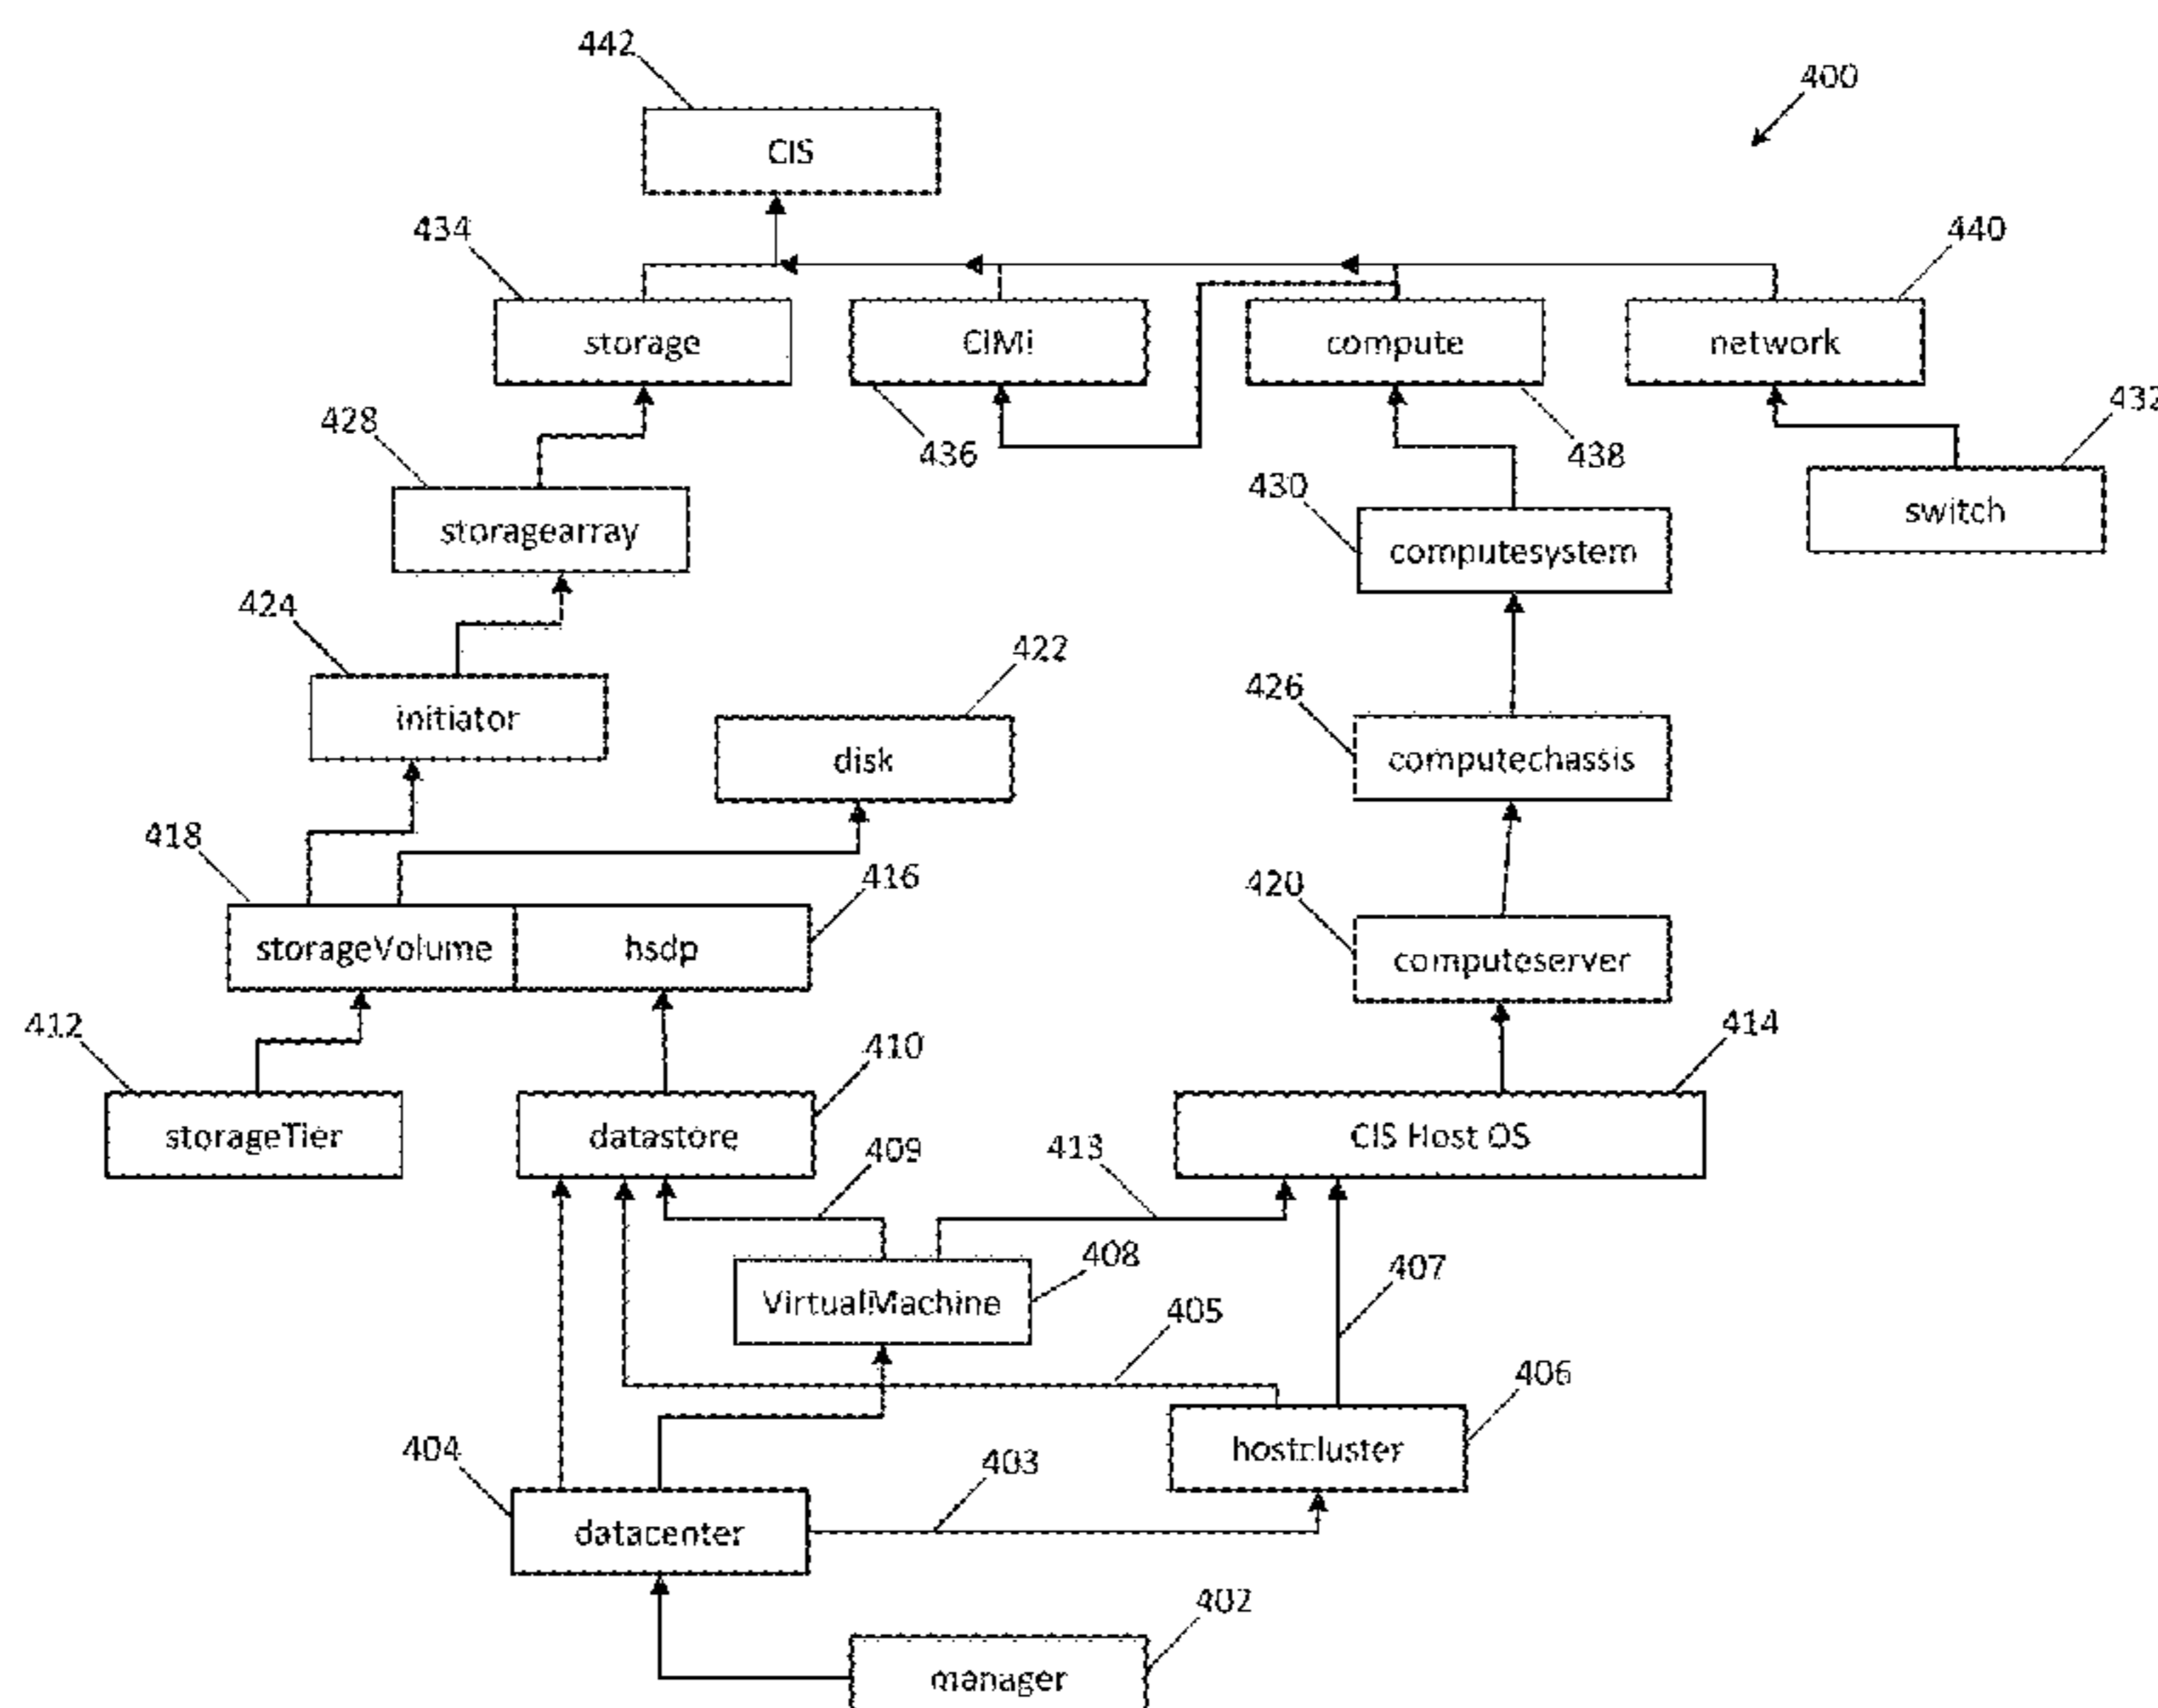 442
400
CIS
434
440
storage
CIMi
compute
network
428
436
438
432
430
storagearray
switch
computesystem
424
422
426
initiator
disk
computechassis
418
416
420
storageVolume
hsdp
computeserver
412
410
414
storageTier
datastore
CIS Host OS
409
413
408
407
VirtualMachine
405
406
404
403
hostcluster
datacenter
402
manager